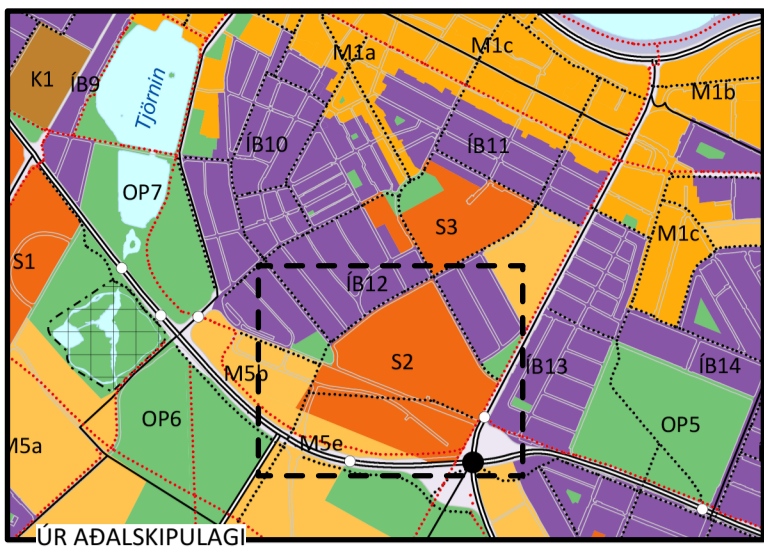 M1a
M1c
K1
ÍB9
Tjörnin
M1b
ÍB10
ÍB11
OP7
S3
M1c
S1
ÍB12
S2
ÍB13
ÍB14
M5b
OP6
OP5
M5a
M5e
ÚR AÐALSKIPULAGI